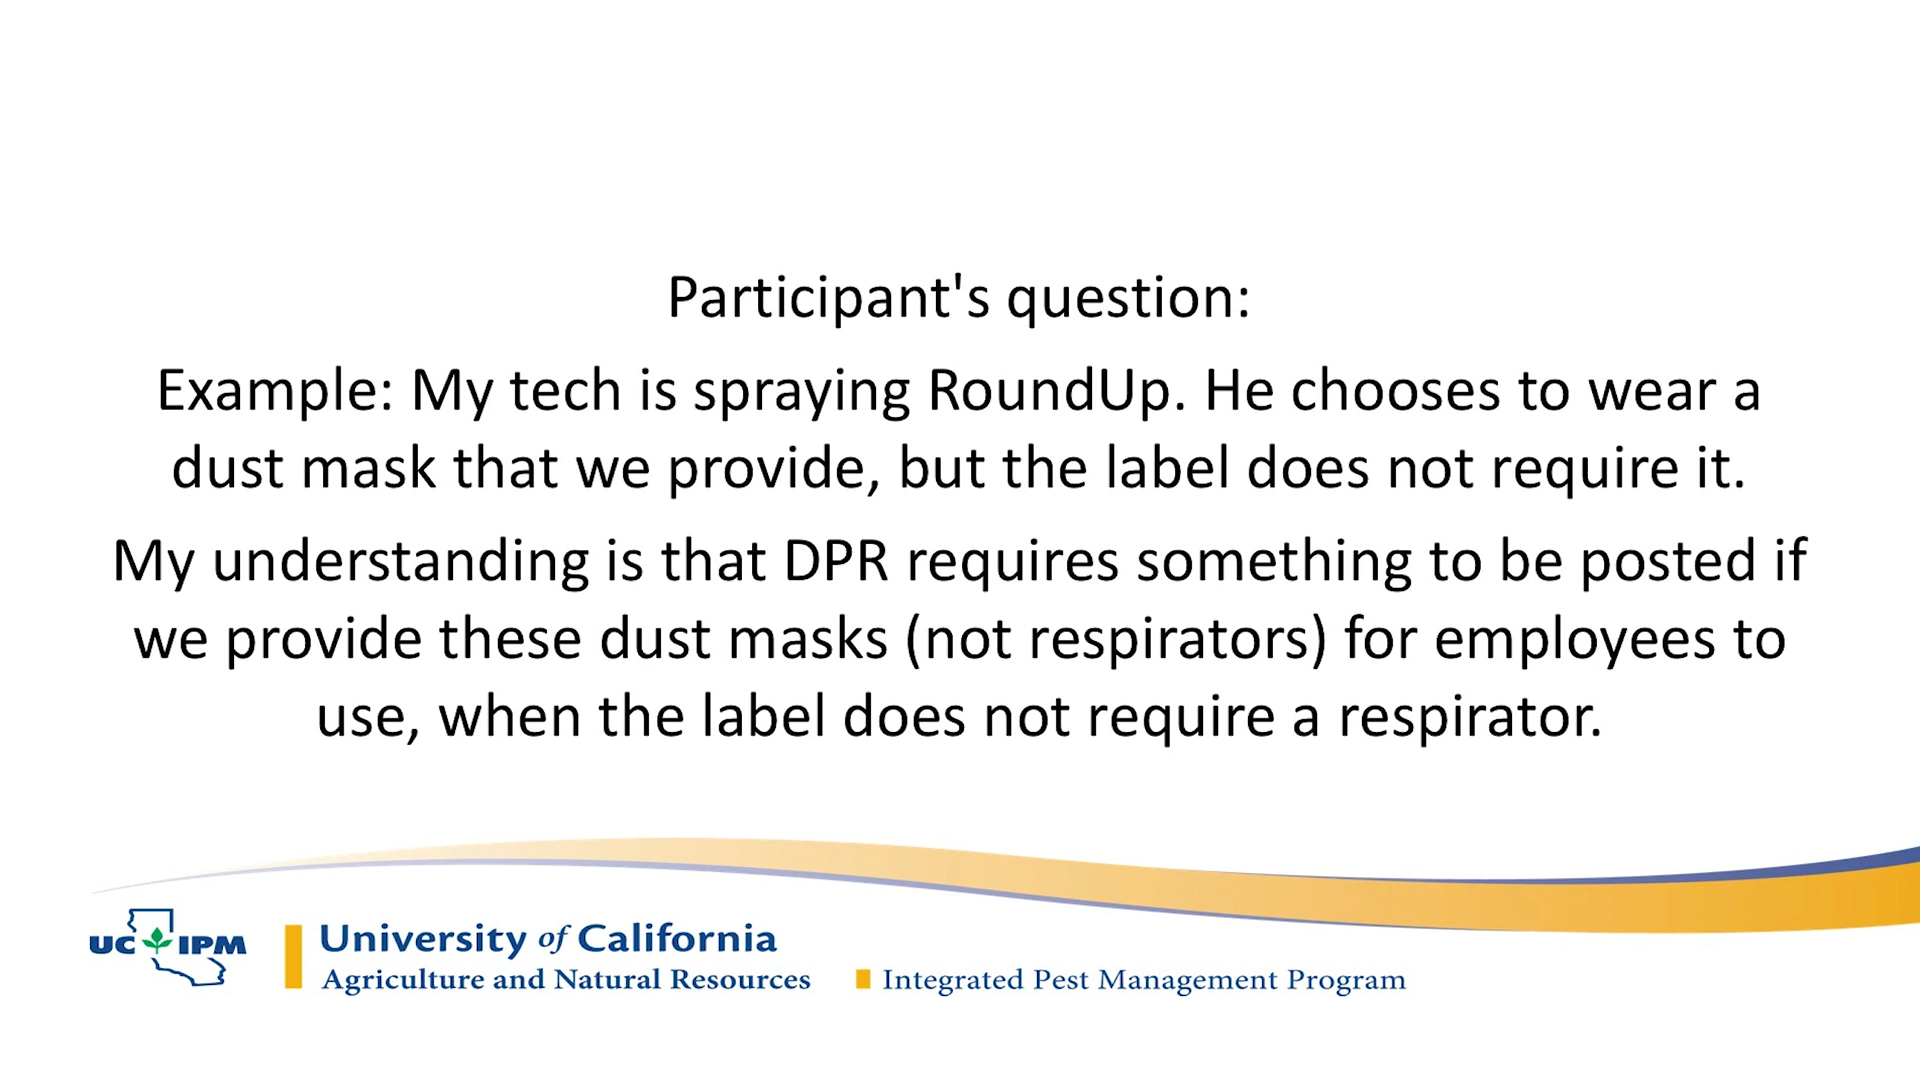 Participant's question:
Example: My tech is spraying RoundUp. He chooses to wear a
dust mask that we provide, but the label does not require it.
My understanding is that DPR requires something to be posted if
we provide these dust masks (not respirators) for employees to
use, when the label does not require a respirator.
UC IPM
University of California
Agriculture and Natural Resources
Integrated Pest Management Program